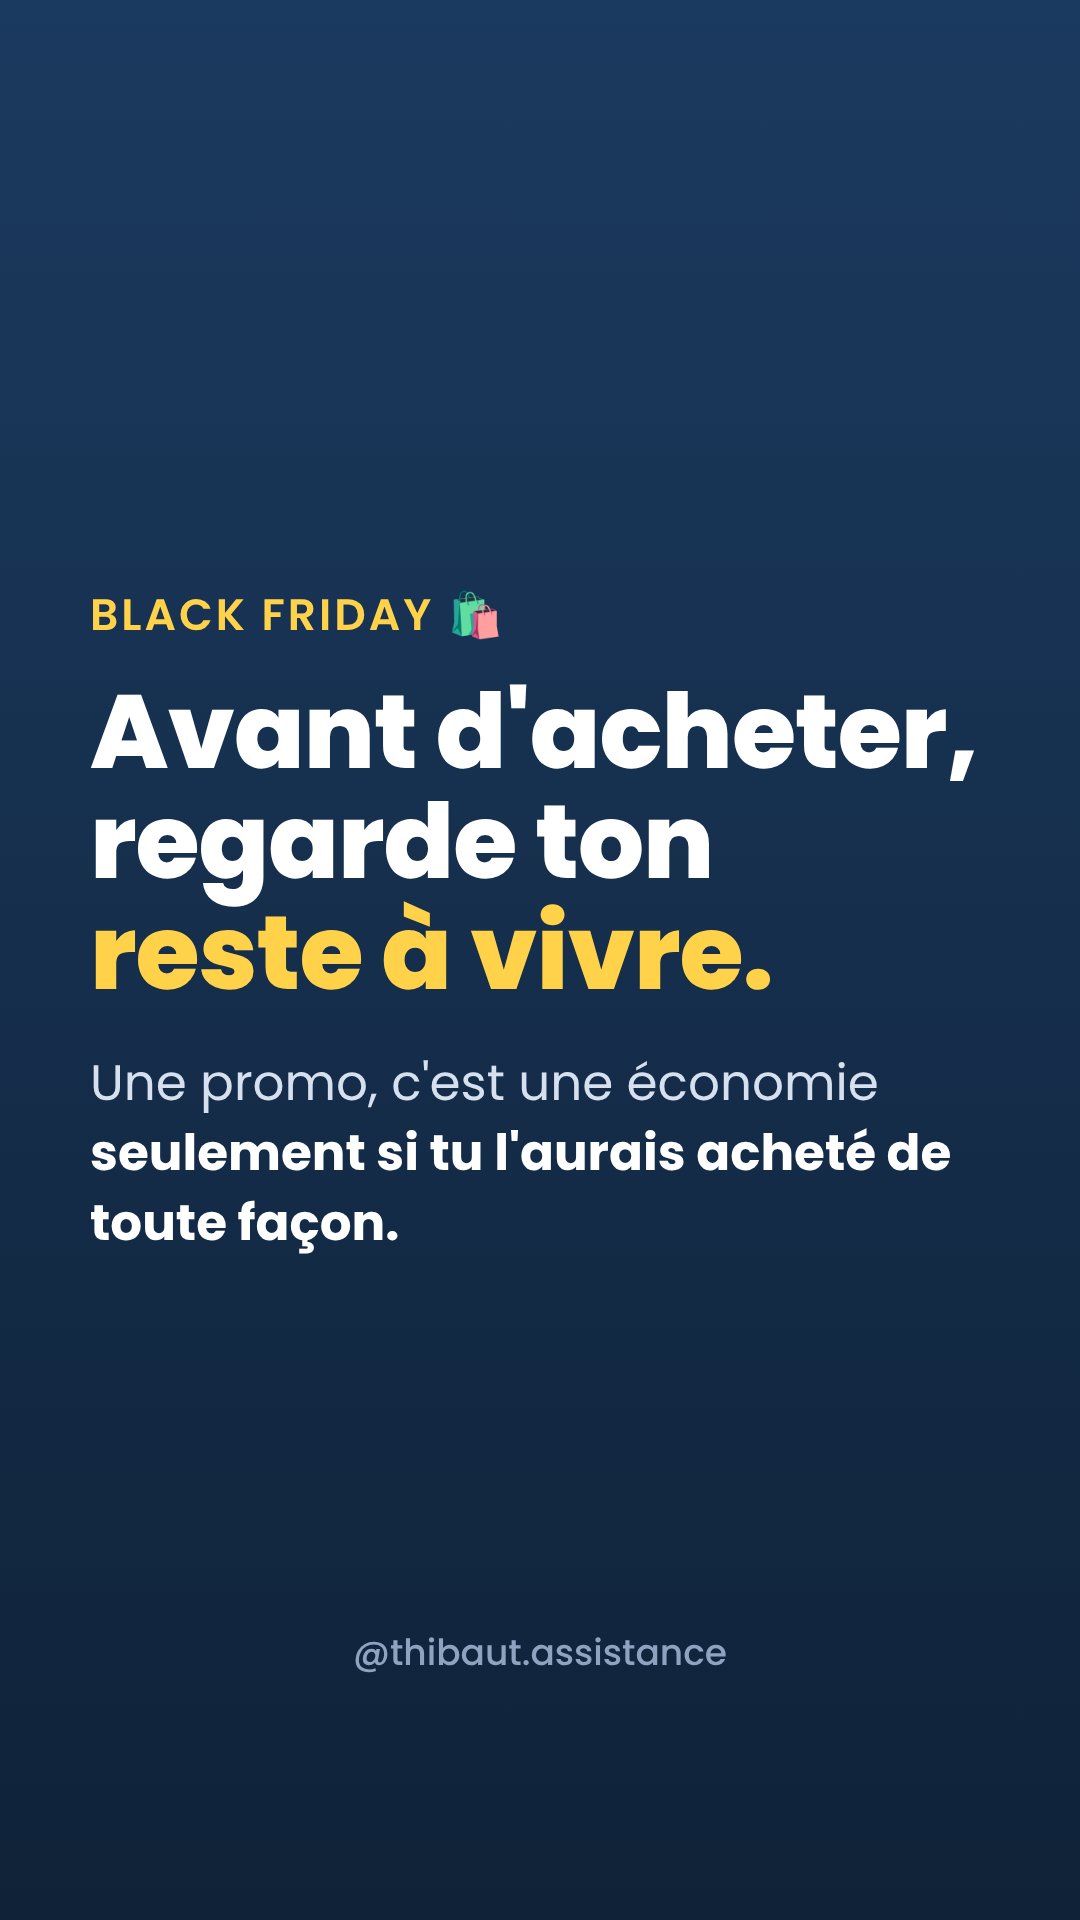 BLACK FRIDAY 🛍️
Avant d'acheter,
regarde ton
reste à vivre.
Une promo, c'est une économie
seulement si tu l'aurais acheté de
toute façon.
@thibaut.assistance